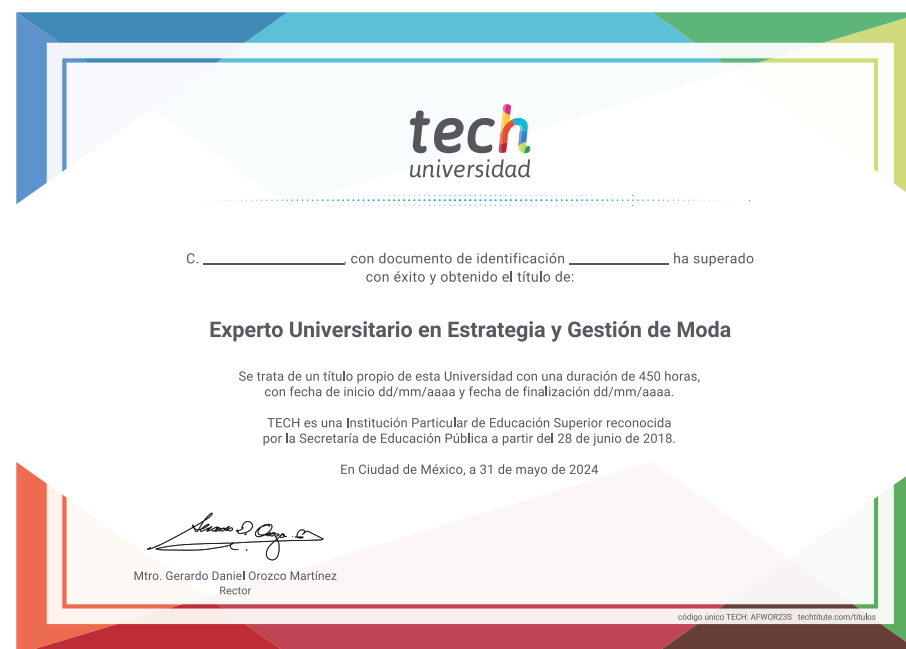 tech
universidad
C. ____________________, con documento de identificación ______________ ha superado
con éxito y obtenido el título de:
Experto Universitario en Estrategia y Gestión de Moda
Se trata de un título propio de esta Universidad con una duración de 450 horas,
con fecha de inicio dd/mm/aaaa y fecha de finalización dd/mm/aaaa.
TECH es una Institución Particular de Educación Superior reconocida
por la Secretaría de Educación Pública a partir del 28 de junio de 2018.
En Ciudad de México, a 31 de mayo de 2024
Mtro. Gerardo Daniel Orozco Martínez
Rector
código único TECH: AFWOR23S techtitute.com/titulos